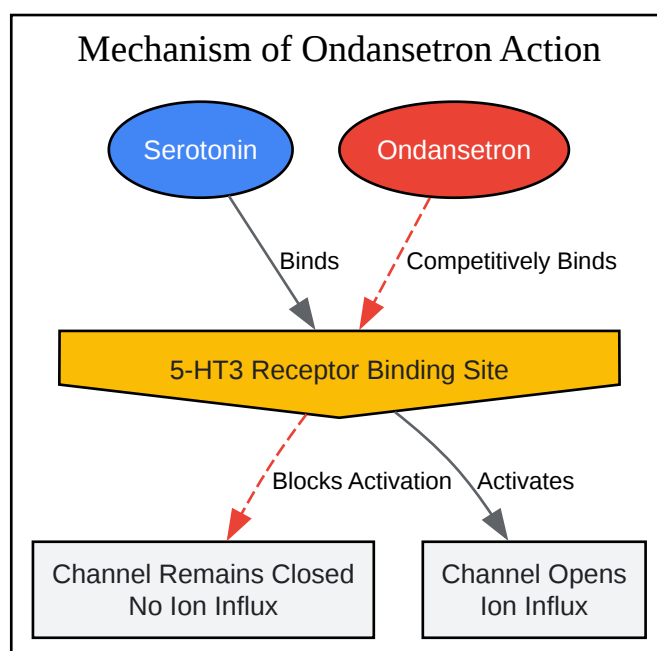 Mechanism of Ondansetron Action
Serotonin
Ondansetron
Binds
Competitively Binds
5-HT3 Receptor Binding Site
Blocks Activation
Activates
Channel Remains Closed
No Ion Influx
Channel Opens
Ion Influx